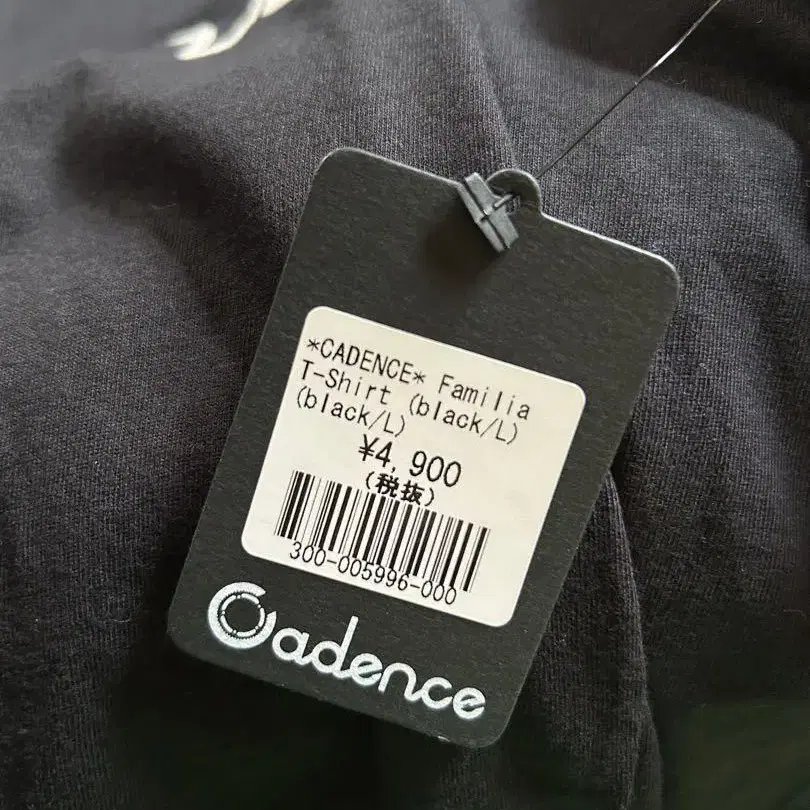 *CADENCE* Familia
T-Shirt (black/L)
(black/L)
¥4,900
(税抜)
300-005996-000
Cadence